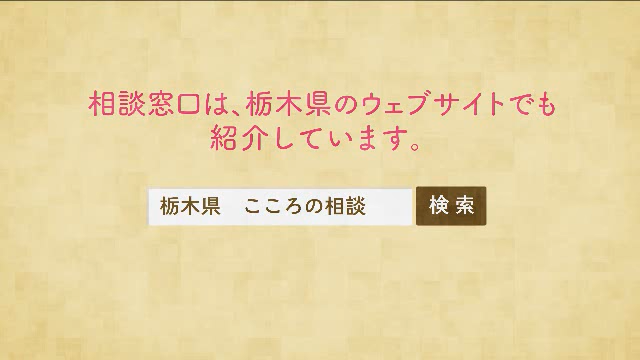 相談窓口は、栃木県のウェブサイトでも
紹介しています。
栃木県　こころの相談
検索